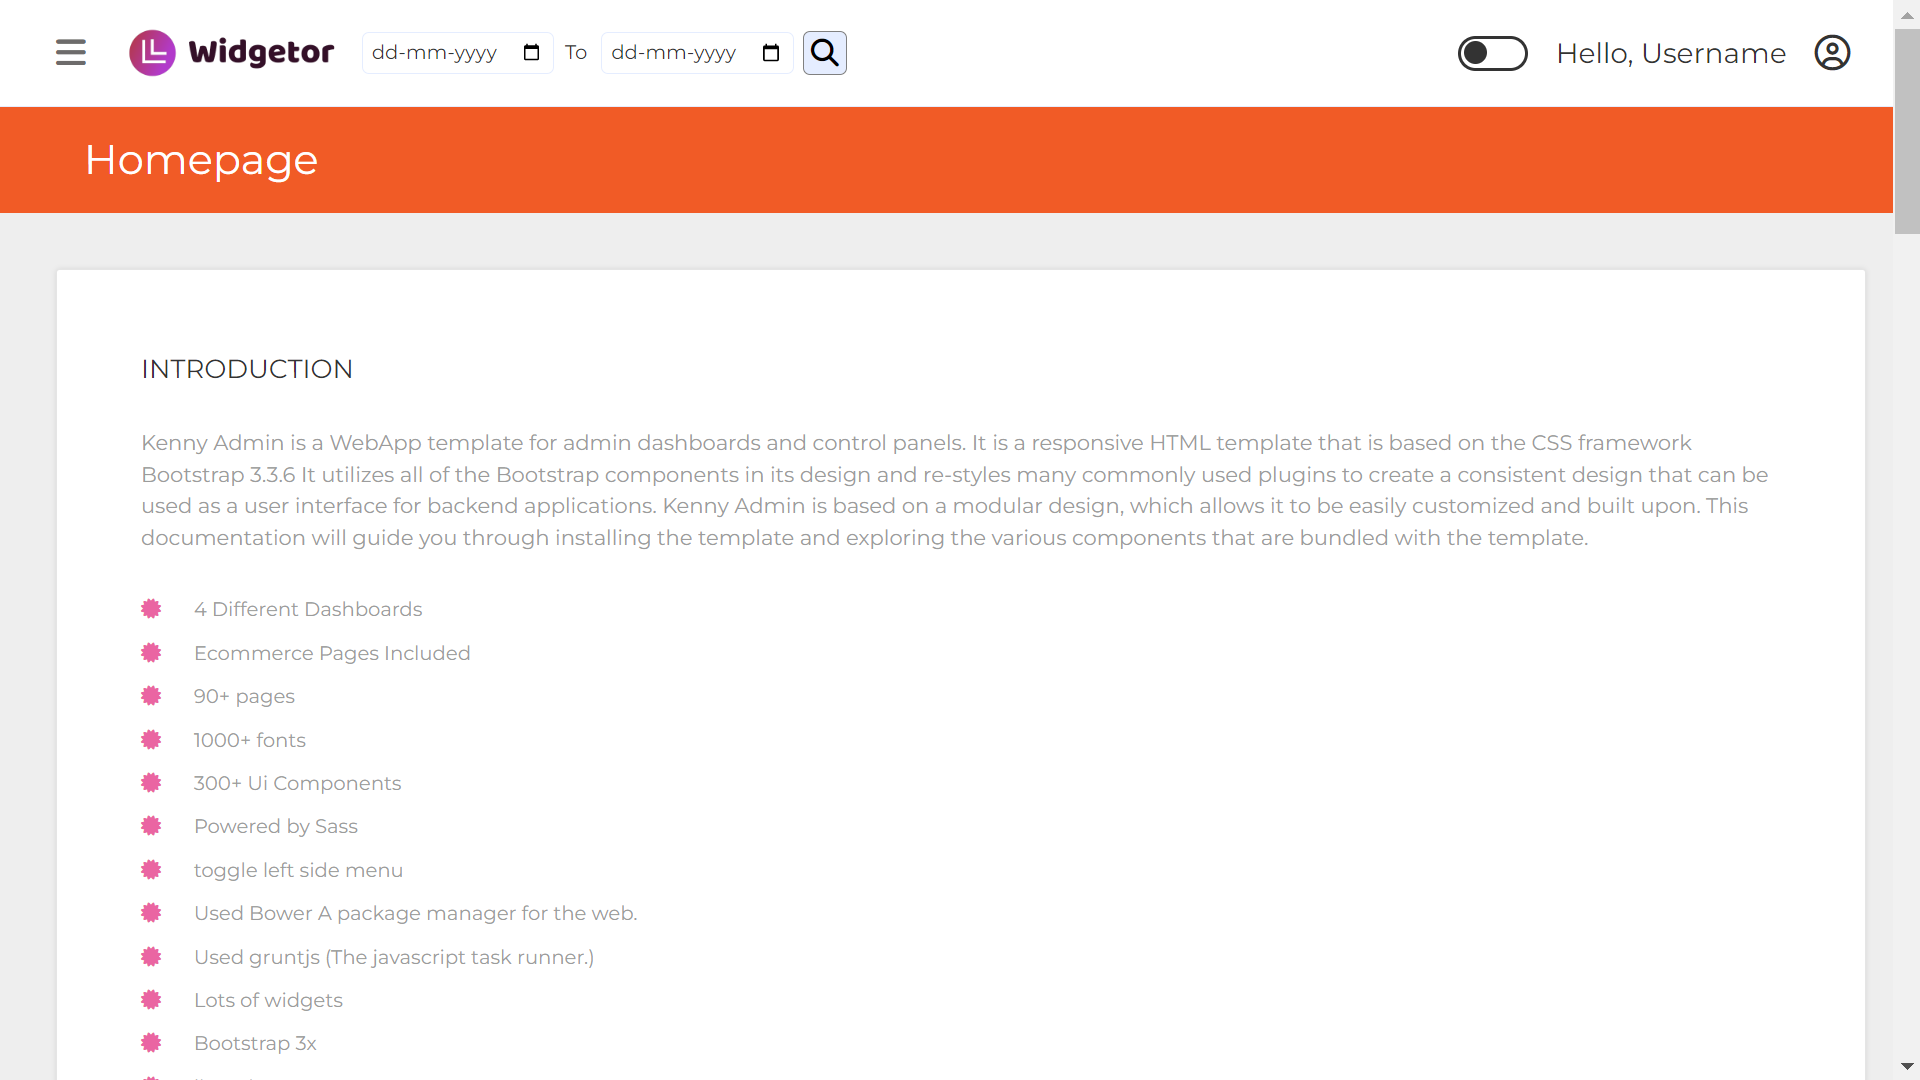 Widgetor dd-mm-yyyy To dd-mm-yyyy Hello, Username
Homepage
INTRODUCTION
Kenny Admin is a WebApp template for admin dashboards and control panels. It is a responsive HTML template that is based on the CSS framework
Bootstrap 3.3.6 It utilizes all of the Bootstrap components in its design and re-styles many commonly used plugins to create a consistent design that can be
used as a user interface for backend applications. Kenny Admin is based on a modular design, which allows it to be easily customized and built upon. This
documentation will guide you through installing the template and exploring the various components that are bundled with the template.
4 Different Dashboards
Ecommerce Pages Included
90+ pages
1000+ fonts
300+ Ui Components
Powered by Sass
toggle left side menu
Used Bower A package manager for the web.
Used gruntjs (The javascript task runner.)
Lots of widgets
Bootstrap 3x